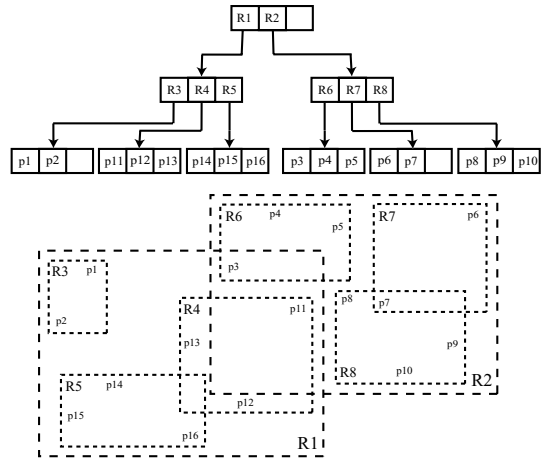 R1 R2
R3 R4 R5 R6 R7 R8
p1 p2 p11 p12 p13 p14 p15 p16 p3 p4 p5 p6 p7 p8 p9 p10
R6 p4 R7 p6
p5
R3 p1 p3
p8 p7
R4 p11
p2
p13 p9
R5 p14 R8 p10 R2
p12
p15
p16 R1